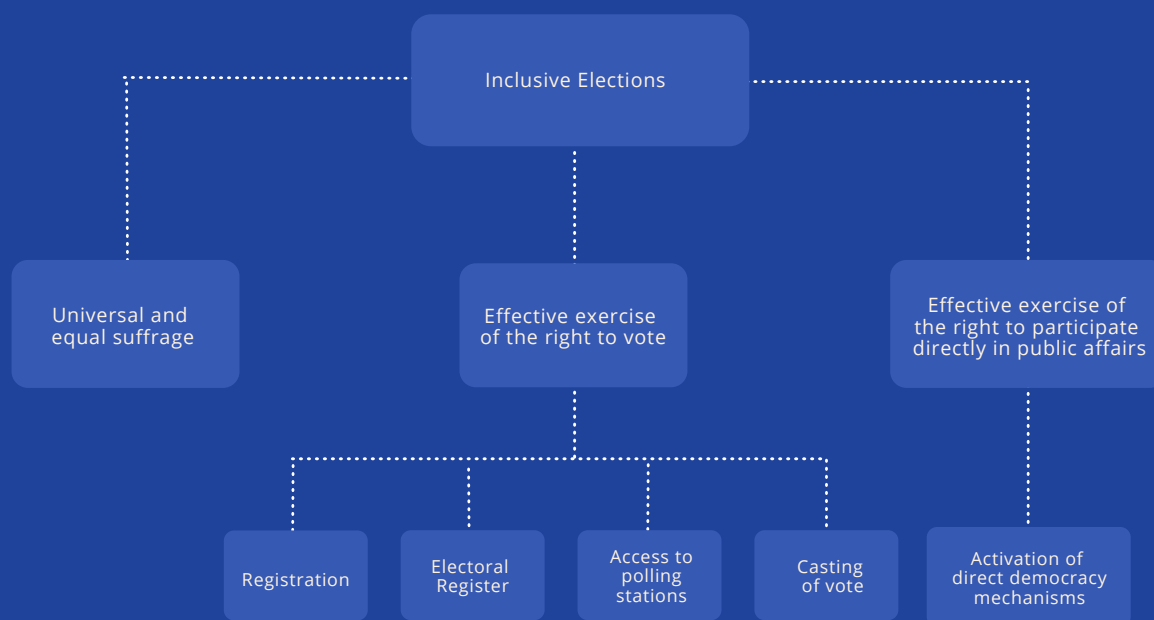 Inclusive Elections
Universal and
equal suffrage
Effective exercise
of the right to vote
Effective exercise of
the right to participate
directly in public affairs
Registration
Electoral
Register
Access to
polling
stations
Casting
of vote
Activation of
direct democracy
mechanisms